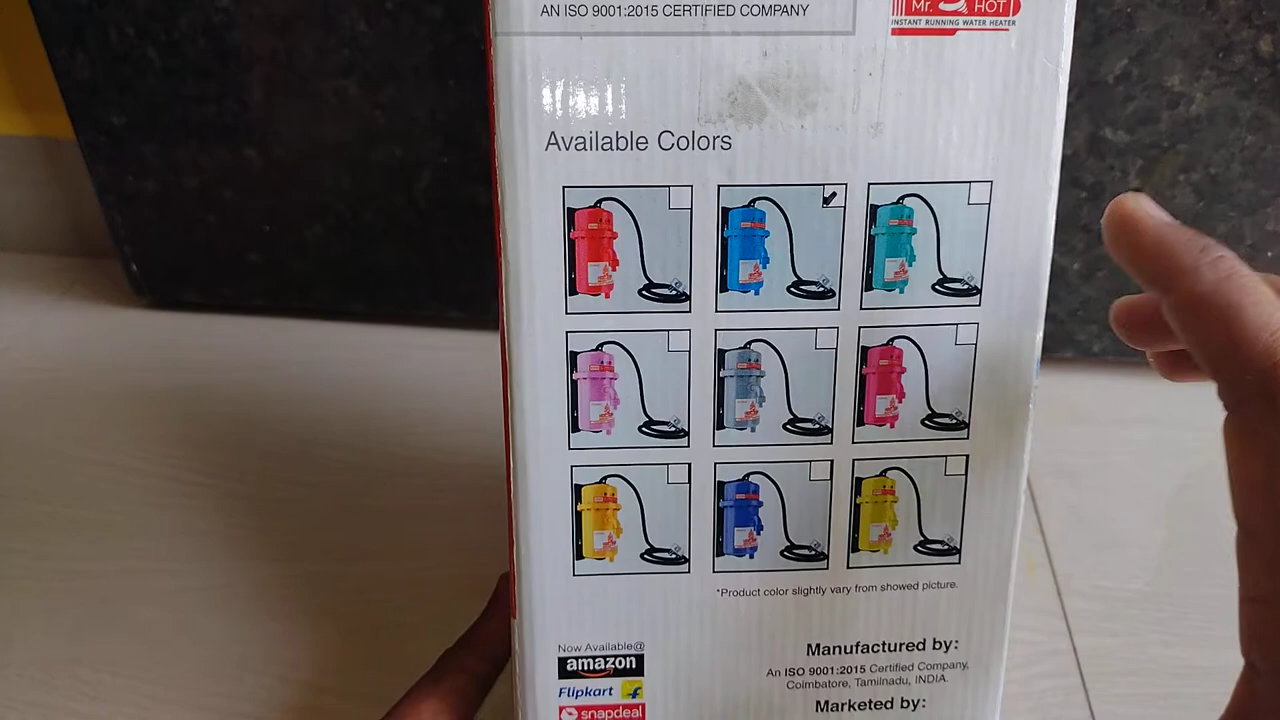 AN ISO 9001:2015 CERTIFIED COMPANY
Mr. HOT
INSTANT RUNNING WATER HEATER
Available Colors
*Product color slightly vary from showed picture.
Now Available@
amazon
Flipkart
snapdeal
Manufactured by:
An ISO 9001:2015 Certified Company,
Coimbatore, Tamilnadu, INDIA.
Marketed by: